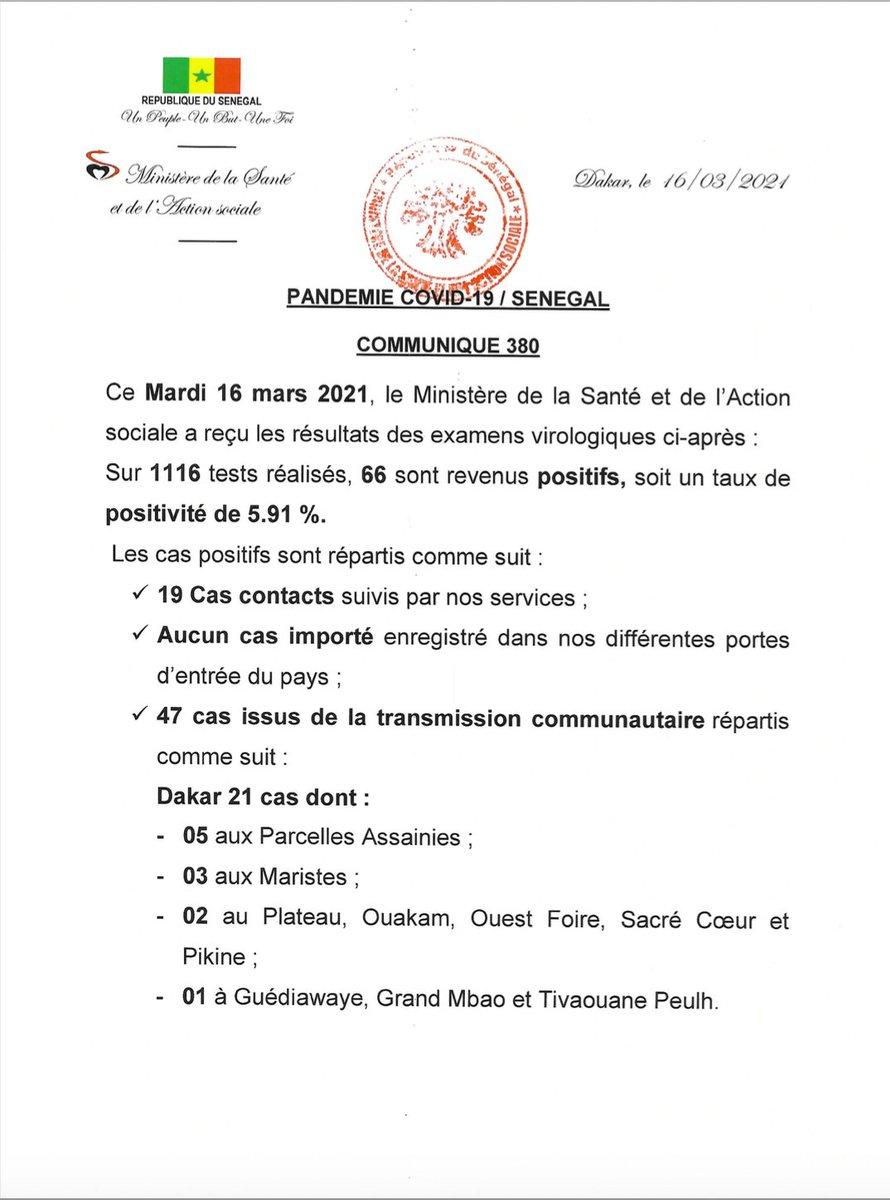 REPUBLIQUE DU SENEGAL
Un Peuple-Un But-Une Foi
Ministère de la Santé
et de l'Action sociale
du Sénégal
ACTION SOCIALE
Dakar, le 16/03/2021
PANDEMIE COVID-19 / SENEGAL
COMMUNIQUE 380
Ce Mardi 16 mars 2021, le Ministère de la Santé et de l'Action
sociale a reçu les résultats des examens virologiques ci-après :
Sur 1116 tests réalisés, 66 sont revenus positifs, soit un taux de
positivité de 5.91 %.
Les cas positifs sont répartis comme suit :
✓ 19 Cas contacts suivis par nos services ;
✓ Aucun cas importé enregistré dans nos différentes portes
d'entrée du pays ;
✓ 47 cas issus de la transmission communautaire répartis
comme suit :
Dakar 21 cas dont :
- 05 aux Parcelles Assainies ;
- 03 aux Maristes ;
- 02 au Plateau, Ouakam, Ouest Foire, Sacré Cœur et
Pikine ;
- 01 à Guédiawaye, Grand Mbao et Tivaouane Peulh.